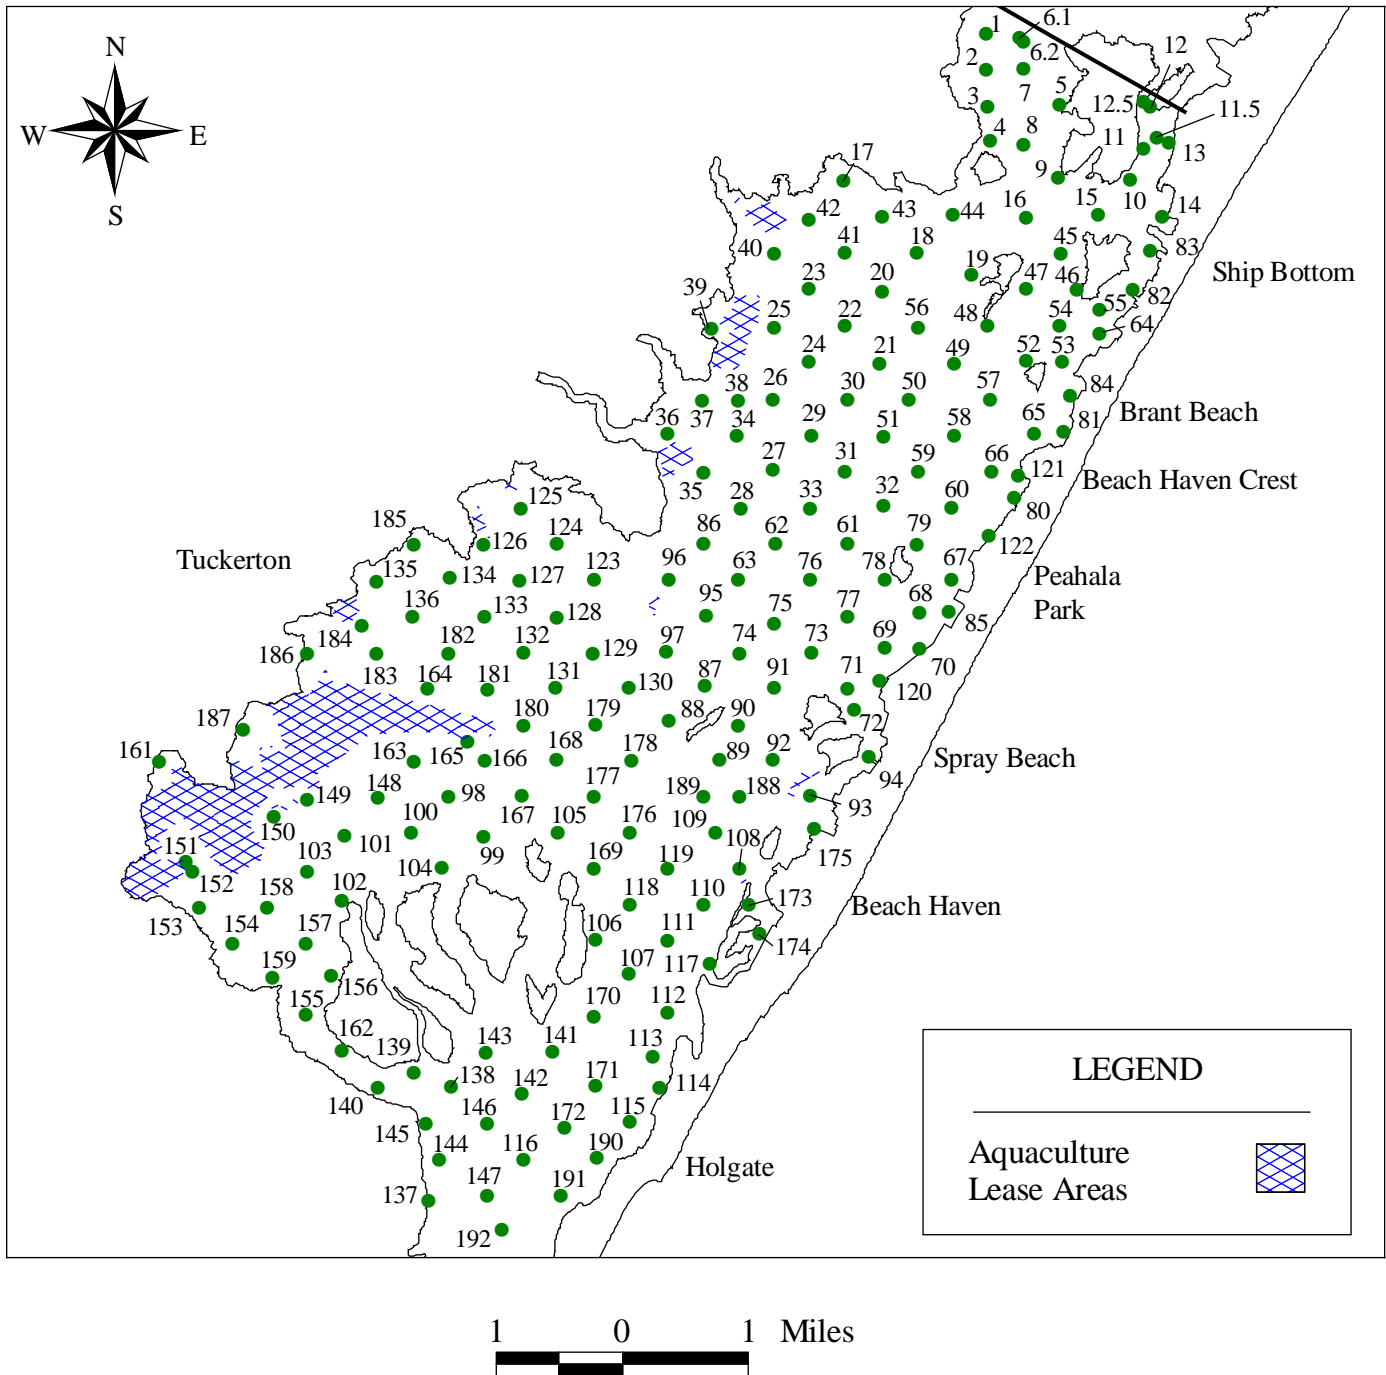 1 6.1
N 12
2 6.2
3 7 5 12.5 11.5
W E
4 8 11 13
17 9
S 42 43 44 16 15 10 14
40 41 18 45 83
39 23 20 19 47 46 82 Ship Bottom
25 22 56 48 54 55 64
24 21 49 52 53
38 26 30 50 57 84
36 37 34 29 51 58 65 81 Brant Beach
35 27 31 59 66 121 Beach Haven Crest
125 28 33 32 60 80
185 126 124 86 62 61 79 122
Tuckerton 135 134 127 123 96 63 76 78 67 Peahala
136 133 128 95 75 77 68 85 Park
184 182 132 129 97 74 73 69 70
186 183 164 181 131 130 87 91 71 120
187 180 179 88 90 72
161 163 165 166 168 178 89 92 94 Spray Beach
149 148 98 167 177 189 188 93
150 101 100 99 105 176 109 108 175
151 103 104 169 119
152 158 102 118 110 173 Beach Haven
153 154 157 106 111 174
159 156 107 117
155 170 112
162 139 143 141 113
140 138 142 171 114
145 146 172 115
144 116 190 Holgate
137 147 191
192
LEGEND
Aquaculture
Lease Areas
1 0 1 Miles